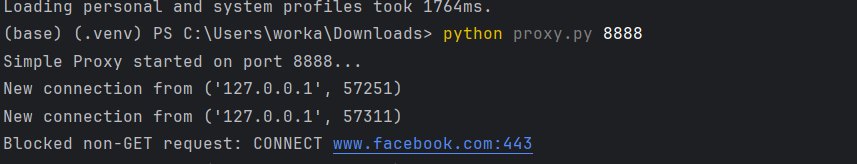 Loading personal and system profiles took 1764ms.
(base) (.venv) PS C:\Users\worka\Downloads> python proxy.py 8888
Simple Proxy started on port 8888...
New connection from ('127.0.0.1', 57251)
New connection from ('127.0.0.1', 57311)
Blocked non-GET request: CONNECT www.facebook.com:443